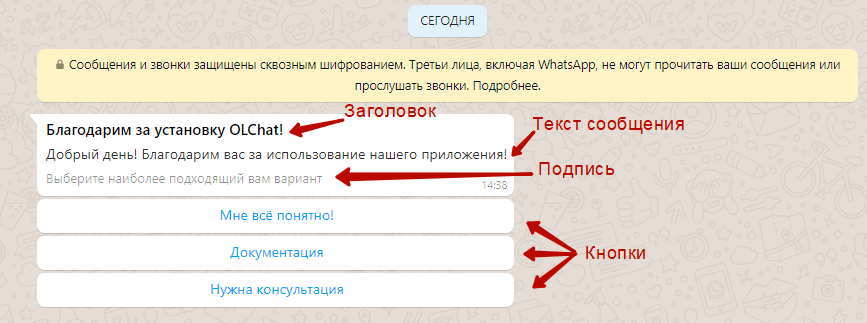 СЕГОДНЯ
Сообщения и звонки защищены сквозным шифрованием. Третьи лица, включая WhatsApp, не могут прочитать ваши сообщения или
прослушать звонки. Подробнее.
Заголовок
Благодарим за установку OLChat!
Текст сообщения
Добрый день! Благодарим вас за использование нашего приложения!
Подпись
Выберите наиболее подходящий вам вариант
14:38
Мне всё понятно!
Документация
Кнопки
Нужна консультация